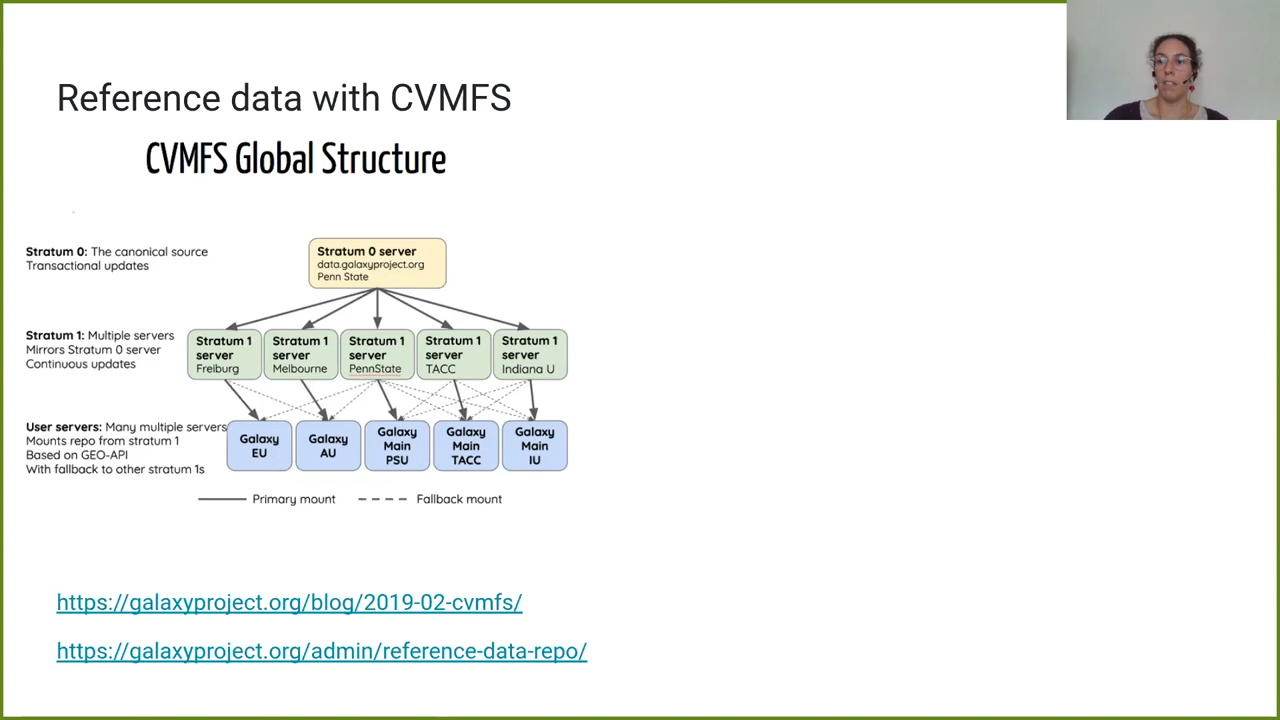 Reference data with CVMFS
CVMFS Global Structure
Stratum 0: The canonical source
Transactional updates
Stratum 0 server
data.galaxyproject.org
Penn State
Stratum 1: Multiple servers
Mirrors Stratum 0 server
Continuous updates
Stratum 1
server
Freiburg
Stratum 1
server
Melbourne
Stratum 1
server
PennState
Stratum 1
server
TACC
Stratum 1
server
Indiana U
User servers: Many multiple servers
Mounts repo from stratum 1
Based on GEO-API
With fallback to other stratum 1s
Galaxy
EU
Galaxy
AU
Galaxy
Main
PSU
Galaxy
Main
TACC
Galaxy
Main
IU
Primary mount
Fallback mount
https://galaxyproject.org/blog/2019-02-cvmfs/
https://galaxyproject.org/admin/reference-data-repo/